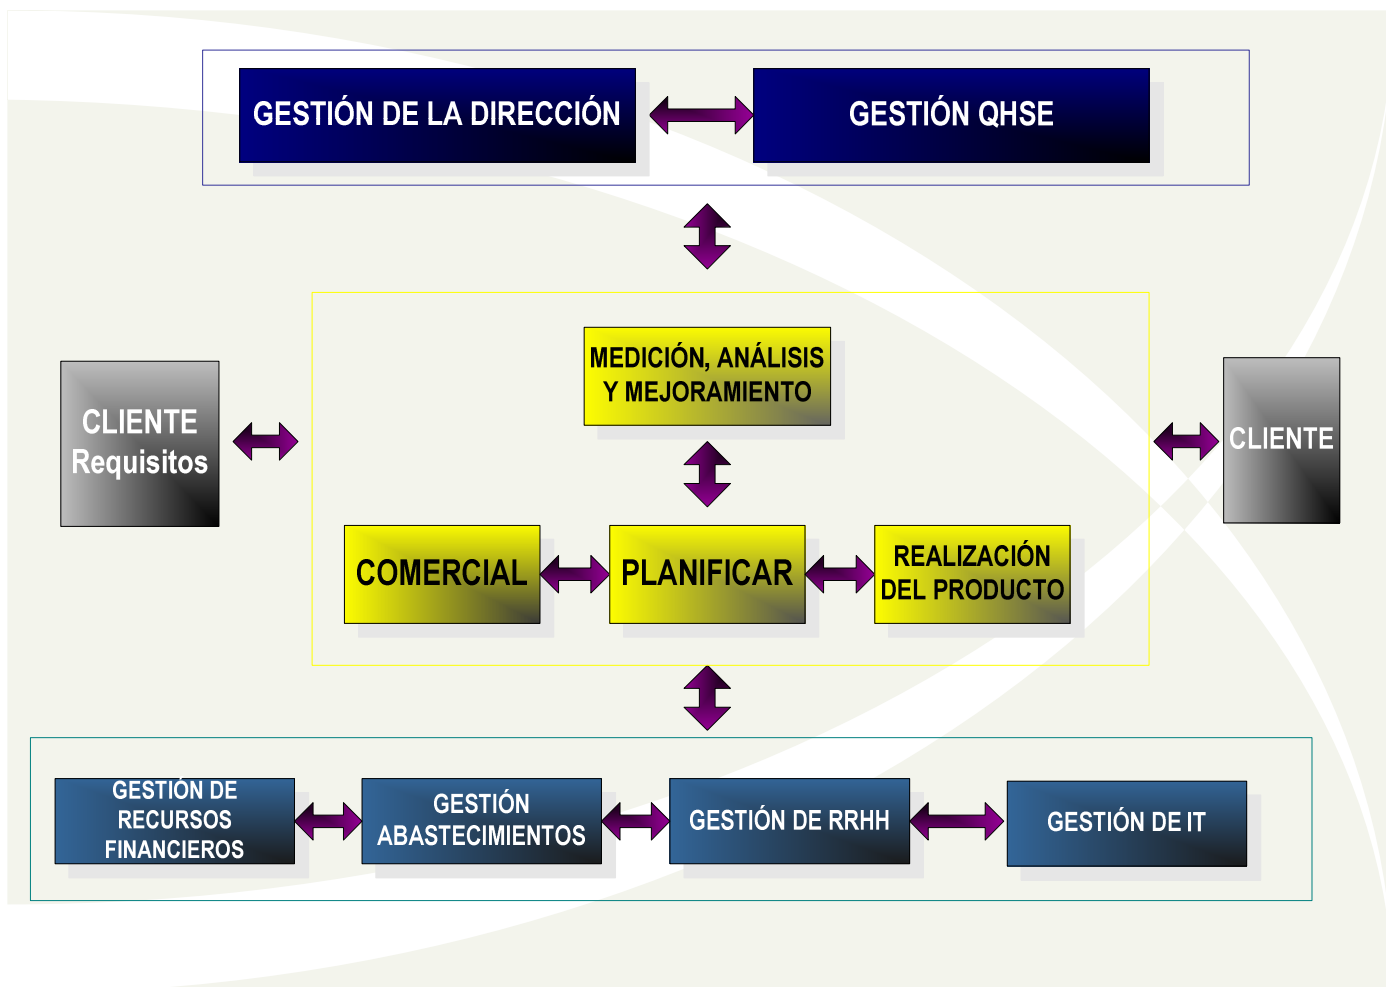 GESTIÓN DE LA DIRECCIÓN
GESTIÓN QHSE
MEDICIÓN, ANÁLISIS
Y MEJORAMIENTO
CLIENTE
Requisitos
CLIENTE
COMERCIAL
PLANIFICAR
REALIZACIÓN
DEL PRODUCTO
GESTIÓN DE
RECURSOS
FINANCIEROS
GESTIÓN
ABASTECIMIENTOS
GESTIÓN DE RRHH
GESTIÓN DE IT